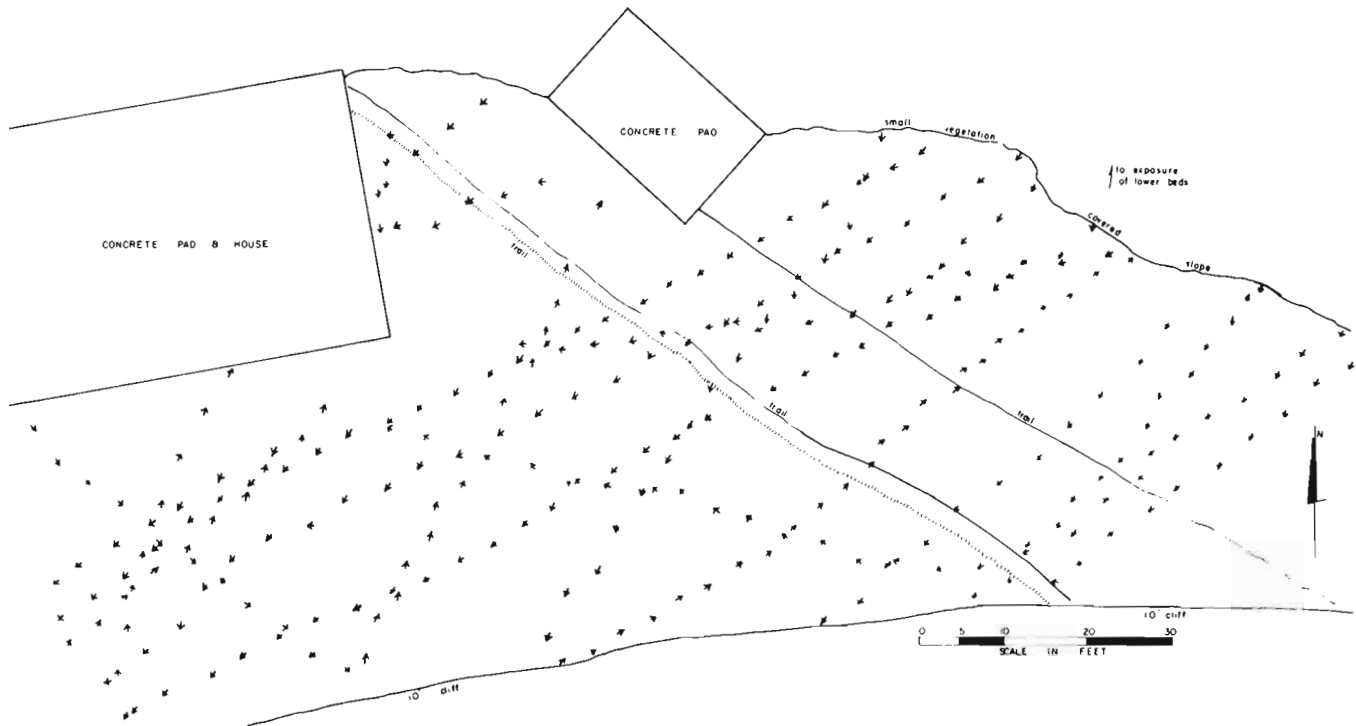 CONCRETE PAD
small vegetation
to exposure
of lower beds
CONCRETE PAD & HOUSE
trail
covered
slope
trail
trail
N
10' cliff
0 5 10 20 30
SCALE IN FEET
10' cliff